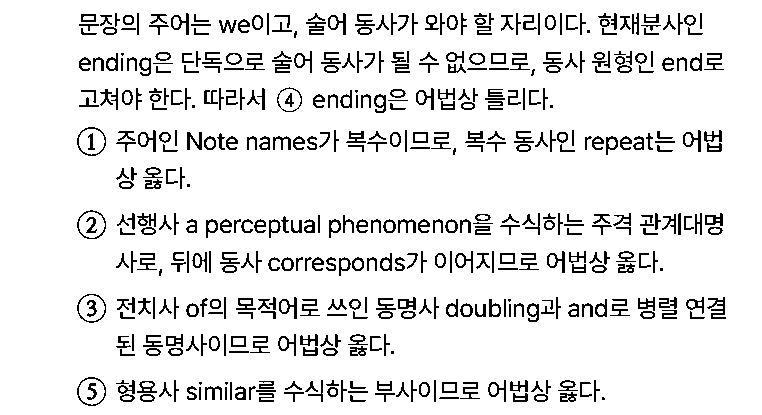 문장의 주어는 we이고, 술어 동사가 와야 할 자리이다. 현재분사인
ending은 단독으로 술어 동사가 될 수 없으므로, 동사 원형인 end로
고쳐야 한다. 따라서 ④ ending은 어법상 틀리다.
① 주어인 Note names가 복수이므로, 복수 동사인 repeat는 어법
상 옳다.
② 선행사 a perceptual phenomenon을 수식하는 주격 관계대명
사로, 뒤에 동사 corresponds가 이어지므로 어법상 옳다.
③ 전치사 of의 목적어로 쓰인 동명사 doubling과 and로 병렬 연결
된 동명사이므로 어법상 옳다.
⑤ 형용사 similar를 수식하는 부사이므로 어법상 옳다.